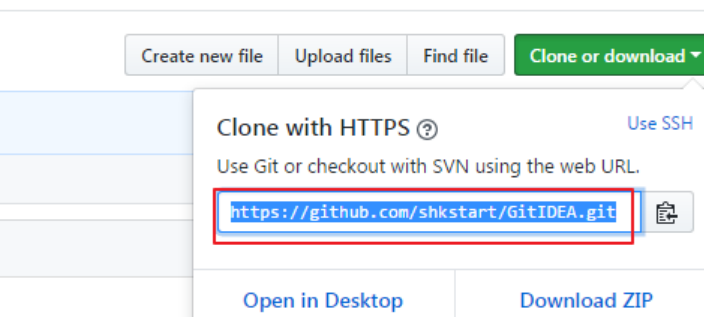 Create new file Upload files Find file Clone or download
Clone with HTTPS Use SSH
Use Git or checkout with SVN using the web URL.
https://github.com/shkstart/GitIDEA.git
Open in Desktop Download ZIP